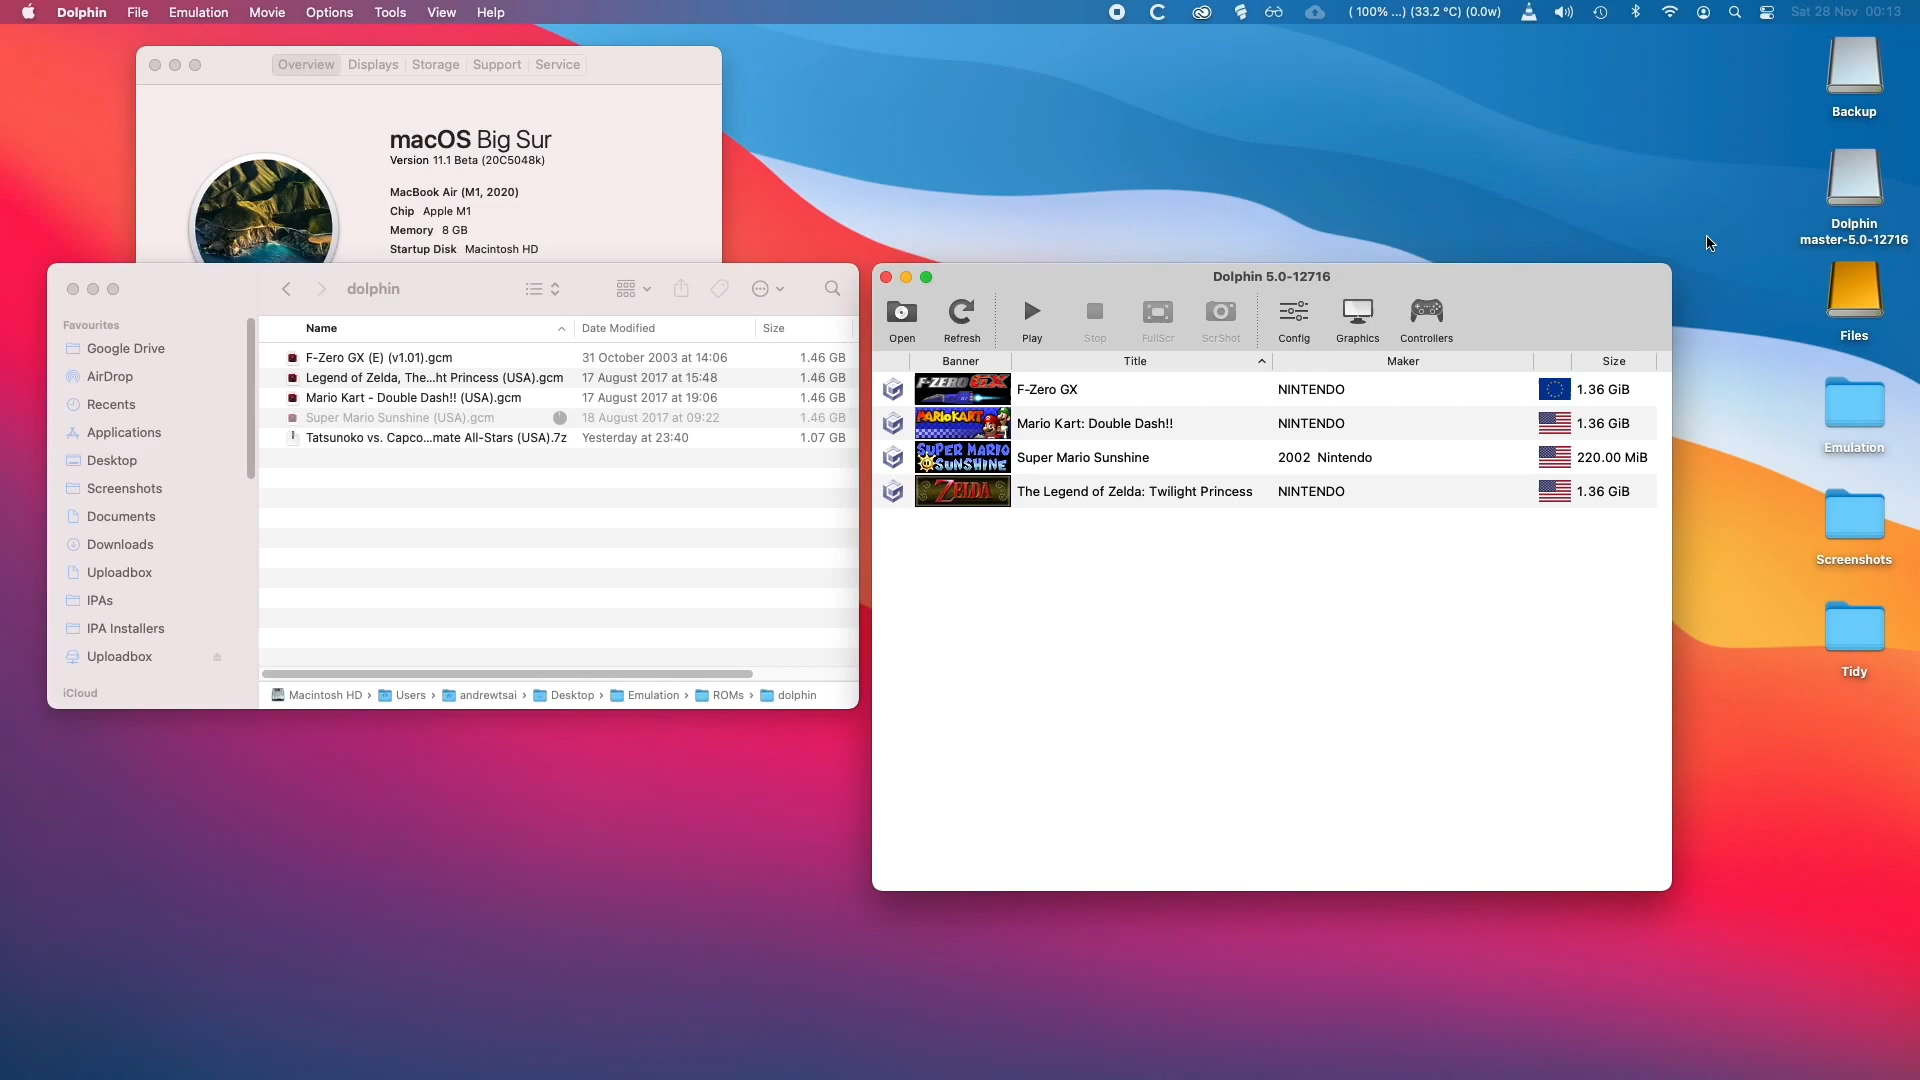 Dolphin File Emulation Movie Options Tools View Help
(100% ...) (33.2 °C) (0.0w)
Sat 28 Nov 00:13
Overview Displays Storage Support Service
macOS Big Sur
Version 11.1 Beta (20C5048k)
MacBook Air (M1, 2020)
Chip Apple M1
Memory 8 GB
Startup Disk Macintosh HD
dolphin
Favourites
Google Drive
AirDrop
Recents
Applications
Desktop
Screenshots
Documents
Downloads
Uploadbox
IPAs
IPA Installers
Uploadbox
iCloud
Name Date Modified Size
F-Zero GX (E) (v1.01).gcm 31 October 2003 at 14:06 1.46 GB
Legend of Zelda, The...ht Princess (USA).gcm 17 August 2017 at 15:48 1.46 GB
Mario Kart - Double Dash!! (USA).gcm 17 August 2017 at 19:06 1.46 GB
Super Mario Sunshine (USA).gcm 18 August 2017 at 09:22 1.46 GB
Tatsunoko vs. Capco...mate All-Stars (USA).7z Yesterday at 23:40 1.07 GB
Macintosh HD › Users › andrewtsai › Desktop › Emulation › ROMs › dolphin
Dolphin 5.0-12716
Open Refresh Play Stop FullScr ScrShot Config Graphics Controllers
Banner Title Maker Size
F-ZERO GX F-Zero GX NINTENDO 1.36 GiB
MARIOKART Mario Kart: Double Dash!! NINTENDO 1.36 GiB
SUPER MARIO SUNSHINE Super Mario Sunshine 2002 Nintendo 220.00 MiB
ZELDA The Legend of Zelda: Twilight Princess NINTENDO 1.36 GiB
Backup
Dolphin
master-5.0-12716
Files
Emulation
Screenshots
Tidy